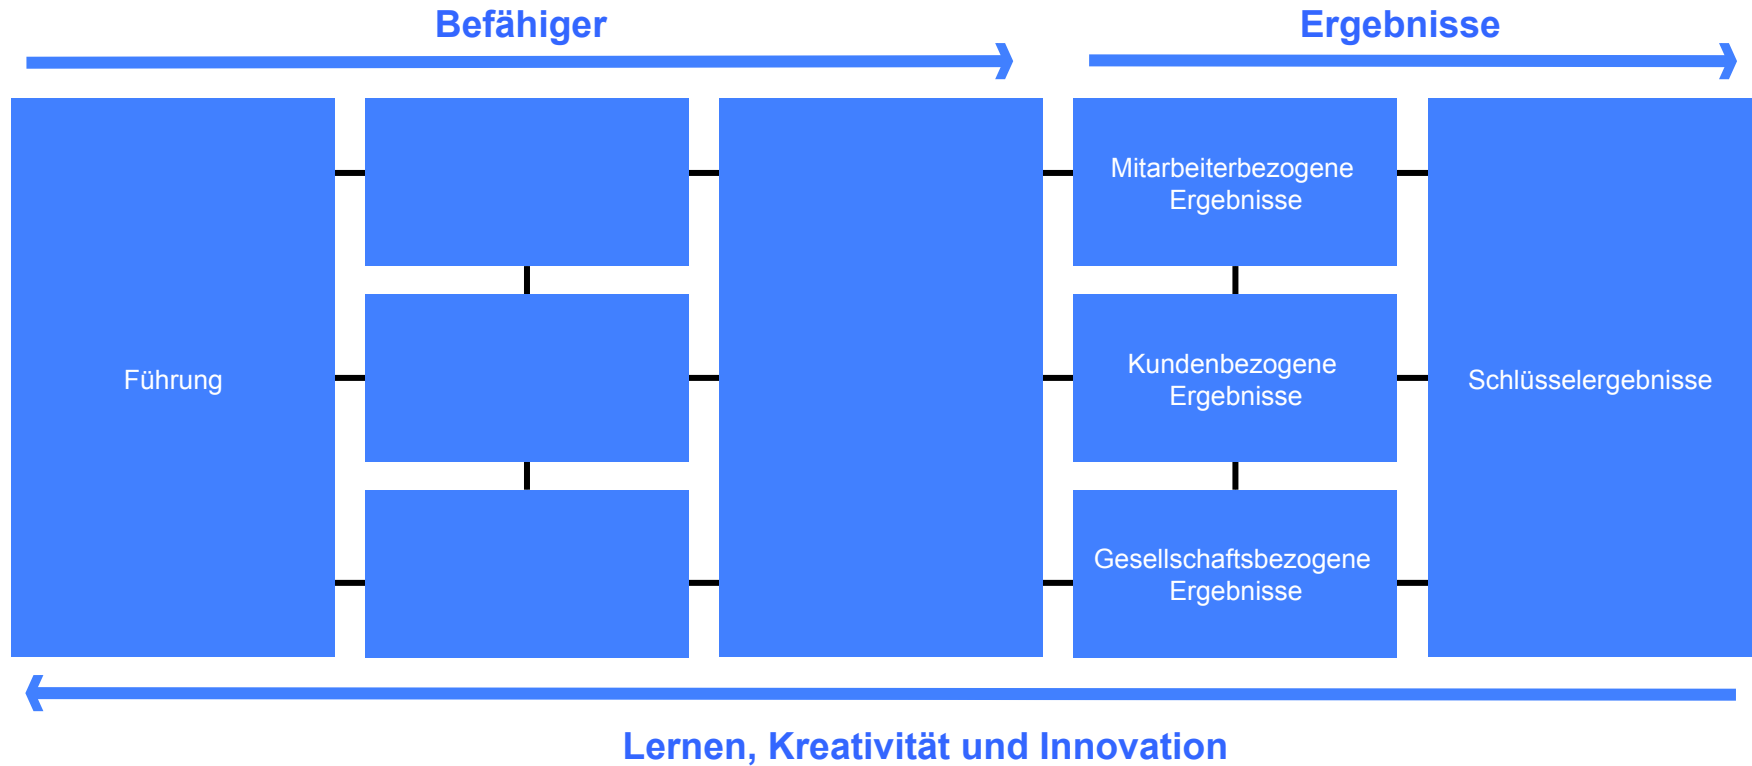 Befähiger
Ergebnisse
Führung
Mitarbeiterbezogene
Ergebnisse
Kundenbezogene
Ergebnisse
Gesellschaftsbezogene
Ergebnisse
Schlüsselergebnisse
Lernen, Kreativität und Innovation